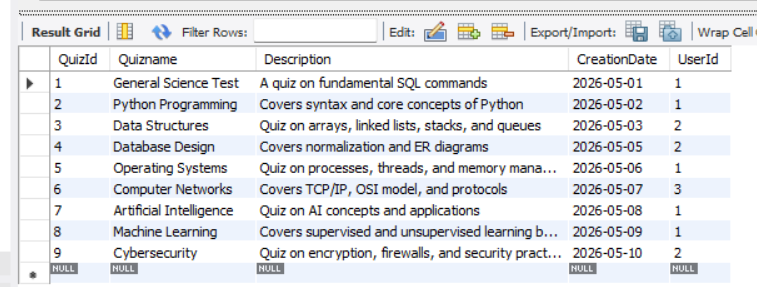 Result Grid Filter Rows: Edit: Export/Import: Wrap Cell
QuizId Quizname Description CreationDate UserId
1 General Science Test A quiz on fundamental SQL commands 2026-05-01 1
2 Python Programming Covers syntax and core concepts of Python 2026-05-02 1
3 Data Structures Quiz on arrays, linked lists, stacks, and queues 2026-05-03 2
4 Database Design Covers normalization and ER diagrams 2026-05-05 2
5 Operating Systems Quiz on processes, threads, and memory mana... 2026-05-06 1
6 Computer Networks Covers TCP/IP, OSI model, and protocols 2026-05-07 3
7 Artificial Intelligence Quiz on AI concepts and applications 2026-05-08 1
8 Machine Learning Covers supervised and unsupervised learning b... 2026-05-09 1
9 Cybersecurity Quiz on encryption, firewalls, and security pract... 2026-05-10 2
NULL NULL NULL NULL NULL